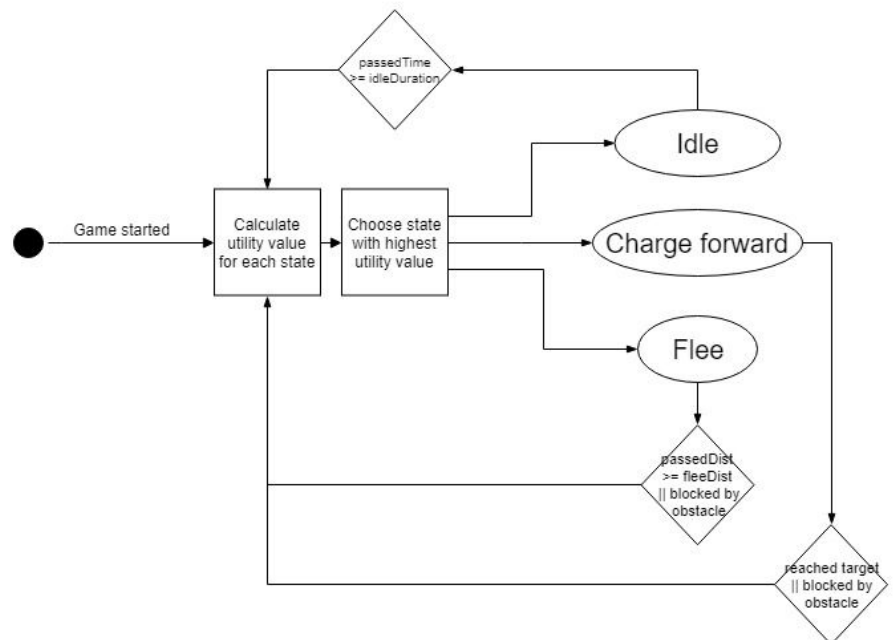 passedTime
>= idleDuration
Idle
Game started
Calculate
utility value
for each state
Choose state
with highest
utility value
Charge forward
Flee
passedDist
>= fleeDist
|| blocked by
obstacle
reached target
|| blocked by
obstacle